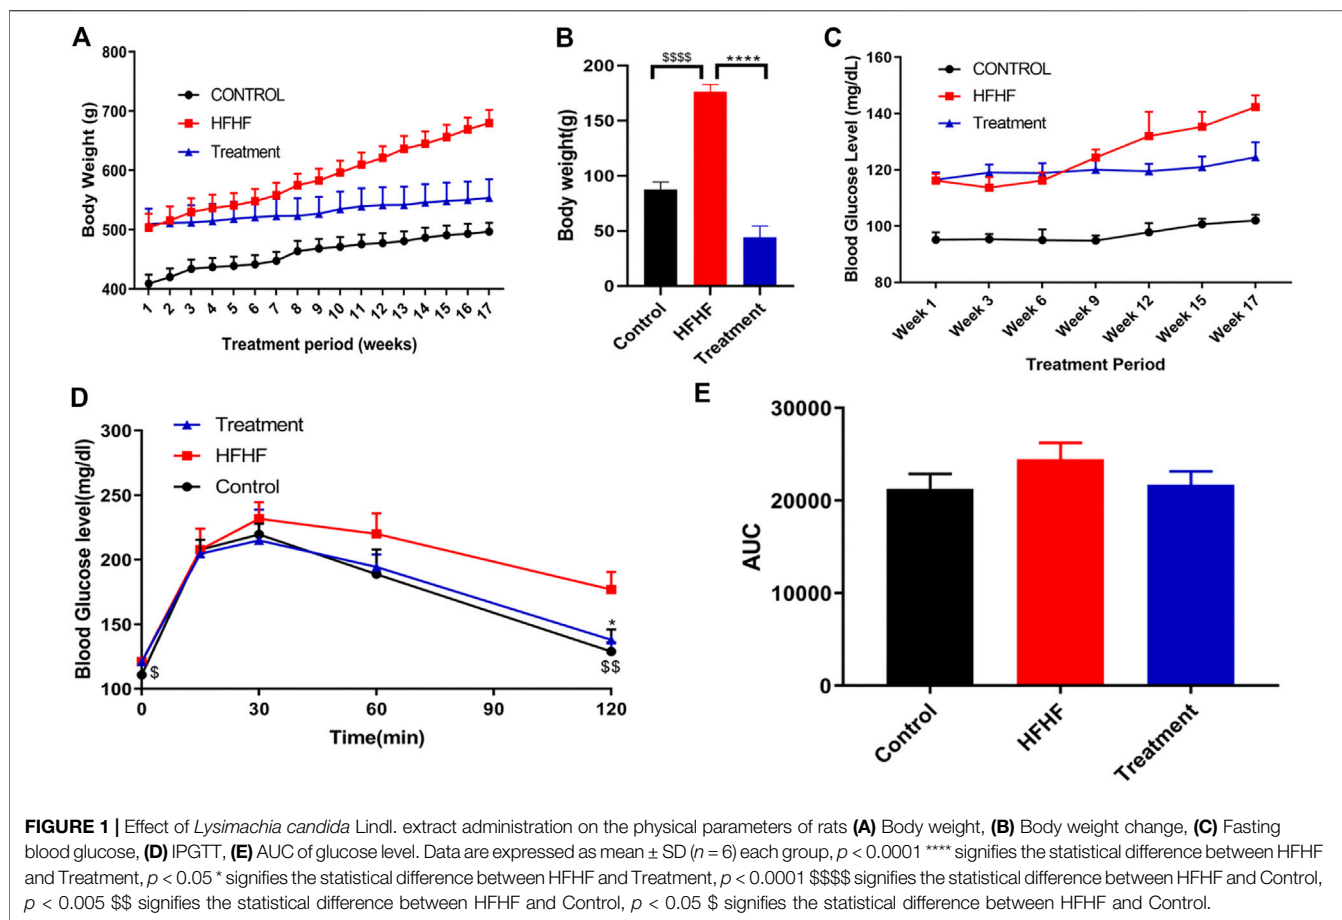 A
800
700
600
500
400
Body Weight (g)
CONTROL
HFHF
Treatment
1 2 3 4 5 6 7 8 9 10 11 12 13 14 15 16 17
Treatment period (weeks)
B
$$$$ ****
200
150
100
50
0
Body weight(g)
Control HFHF Treatment
C
160
140
120
100
80
Blood Glucose Level (mg/dL)
CONTROL
HFHF
Treatment
Week 1 Week 3 Week 6 Week 9 Week 12 Week 15 Week 17
Treatment Period
D
300
250
200
150
100
Blood Glucose level(mg/dl)
Treatment
HFHF
Control
$
*
$$
0 30 60 90 120
Time(min)
E
30000
20000
10000
0
AUC
Control HFHF Treatment
FIGURE 1 | Effect of Lysimachia candida Lindl. extract administration on the physical parameters of rats (A) Body weight, (B) Body weight change, (C) Fasting
blood glucose, (D) IPGTT, (E) AUC of glucose level. Data are expressed as mean ± SD (n = 6) each group, p < 0.0001 **** signifies the statistical difference between HFHF
and Treatment, p < 0.05 * signifies the statistical difference between HFHF and Treatment, p < 0.0001 $$$$ signifies the statistical difference between HFHF and Control,
p < 0.005 $$ signifies the statistical difference between HFHF and Control, p < 0.05 $ signifies the statistical difference between HFHF and Control.